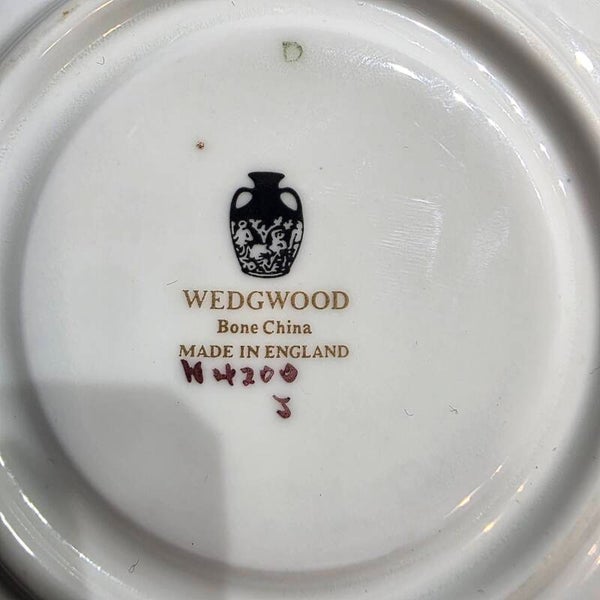 D
WEDGWOOD
Bone China
MADE IN ENGLAND
W4200
J